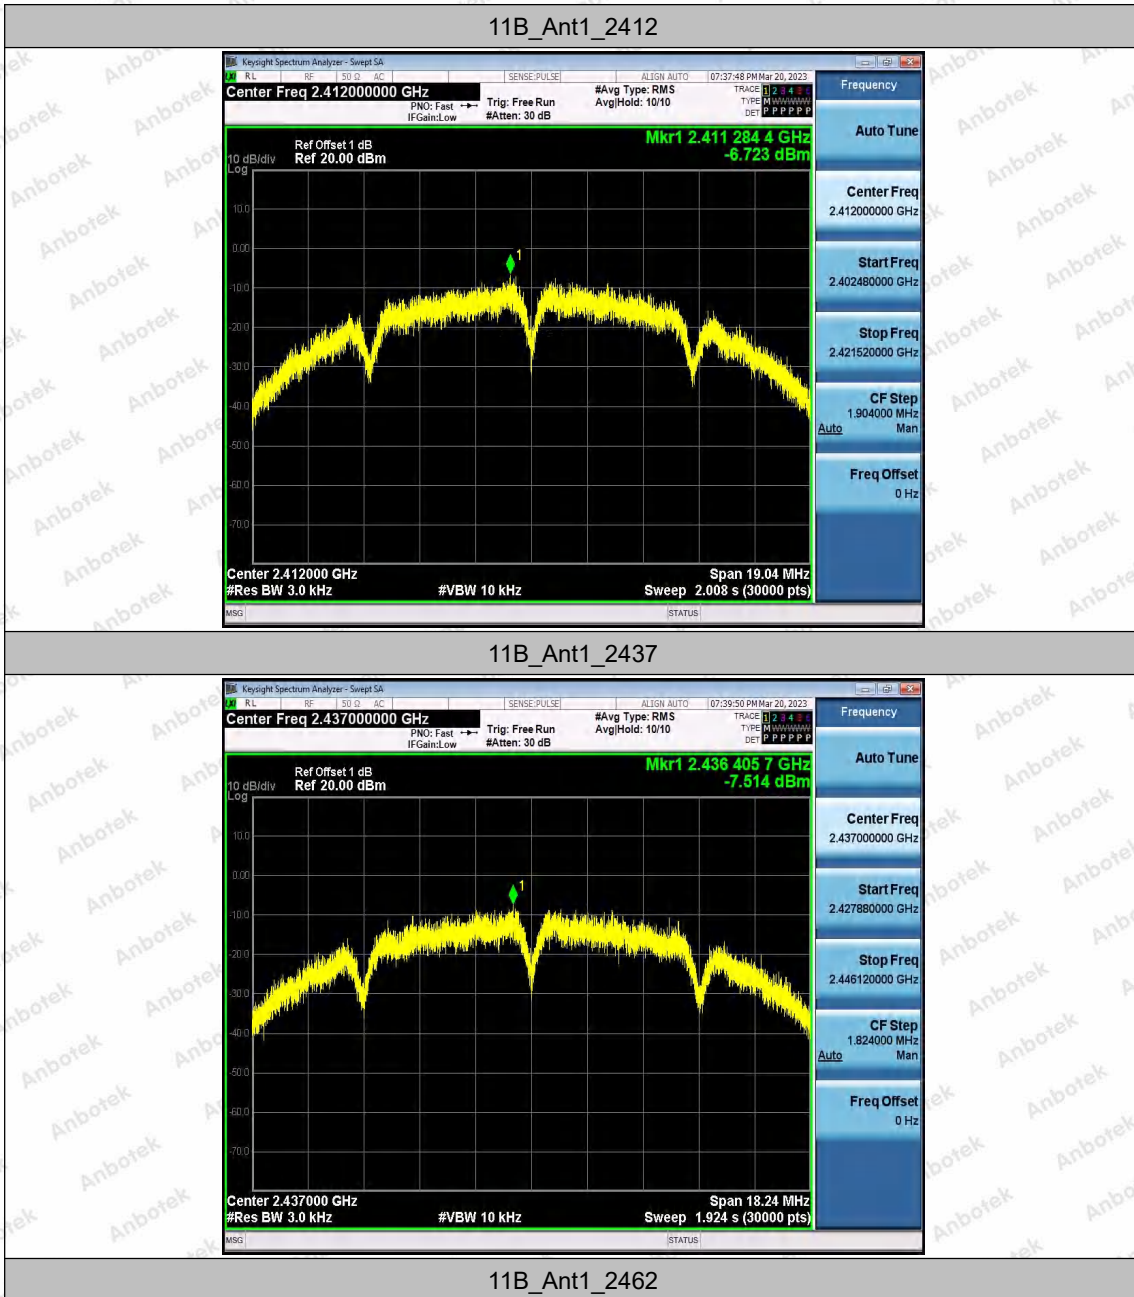 11B_Ant1_2412
Keysight Spectrum Analyzer - Swept SA
RL RF 50 Ω AC SENSE:PULSE ALIGN AUTO 07:37:48 PM Mar 20, 2023
Center Freq 2.412000000 GHz
PNO: Fast
IFGain:Low
Trig: Free Run
#Atten: 30 dB
#Avg Type: RMS
Avg|Hold: 10/10
TRACE 1 2 3 4 5 6
TYPE M W W W W W
DET P P P P P P
Ref Offset 1 dB
10 dB/div Ref 20.00 dBm
Log
Mkr1 2.411 284 4 GHz
-6.723 dBm
10.0
0.00
-10.0
-20.0
-30.0
-40.0
-50.0
-60.0
-70.0
1
Center 2.412000 GHz Span 19.04 MHz
#Res BW 3.0 kHz #VBW 10 kHz Sweep 2.008 s (30000 pts)
MSG STATUS
Frequency
Auto Tune
Center Freq
2.412000000 GHz
Start Freq
2.402480000 GHz
Stop Freq
2.421520000 GHz
CF Step
1.904000 MHz
Auto Man
Freq Offset
0 Hz
11B_Ant1_2437
Keysight Spectrum Analyzer - Swept SA
RL RF 50 Ω AC SENSE:PULSE ALIGN AUTO 07:39:50 PM Mar 20, 2023
Center Freq 2.437000000 GHz
PNO: Fast
IFGain:Low
Trig: Free Run
#Atten: 30 dB
#Avg Type: RMS
Avg|Hold: 10/10
TRACE 1 2 3 4 5 6
TYPE M W W W W W
DET P P P P P P
Ref Offset 1 dB
10 dB/div Ref 20.00 dBm
Log
Mkr1 2.436 405 7 GHz
-7.514 dBm
10.0
0.00
-10.0
-20.0
-30.0
-40.0
-50.0
-60.0
-70.0
1
Center 2.437000 GHz Span 18.24 MHz
#Res BW 3.0 kHz #VBW 10 kHz Sweep 1.924 s (30000 pts)
MSG STATUS
Frequency
Auto Tune
Center Freq
2.437000000 GHz
Start Freq
2.427880000 GHz
Stop Freq
2.446120000 GHz
CF Step
1.824000 MHz
Auto Man
Freq Offset
0 Hz
11B_Ant1_2462
Anbotek